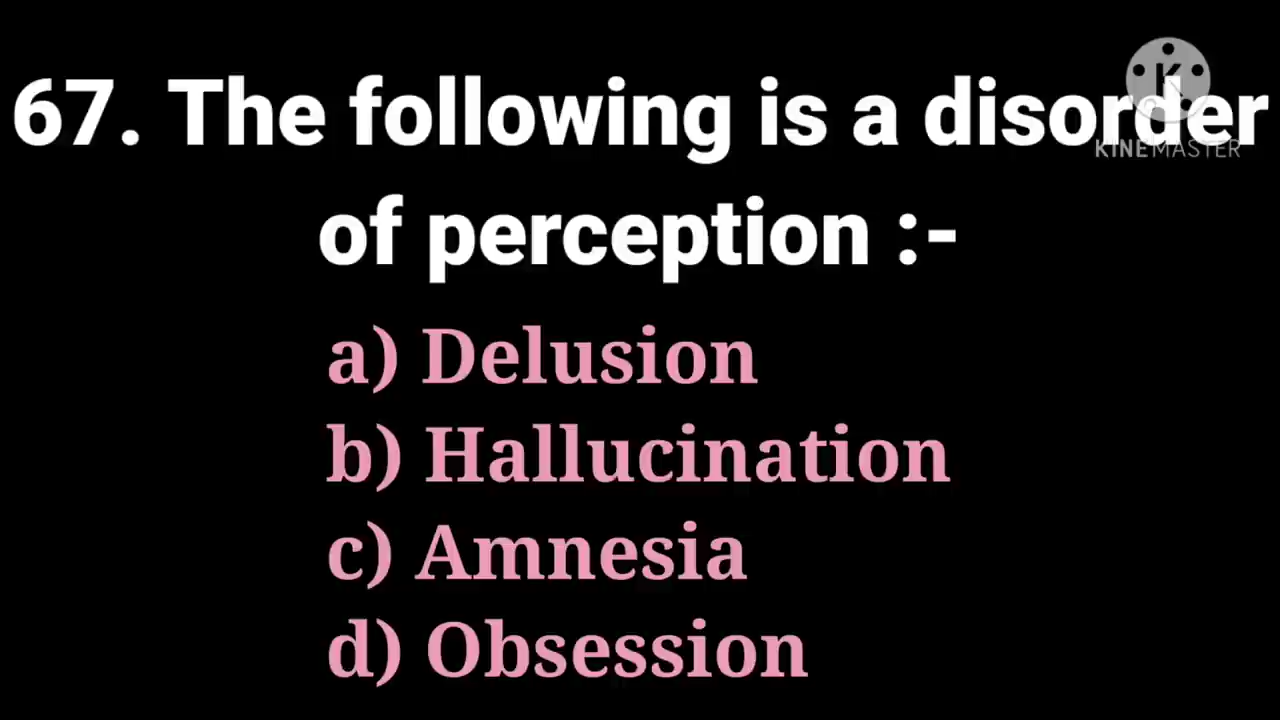 67. The following is a disorder
KINEMASTER
of perception :-
a) Delusion
b) Hallucination
c) Amnesia
d) Obsession